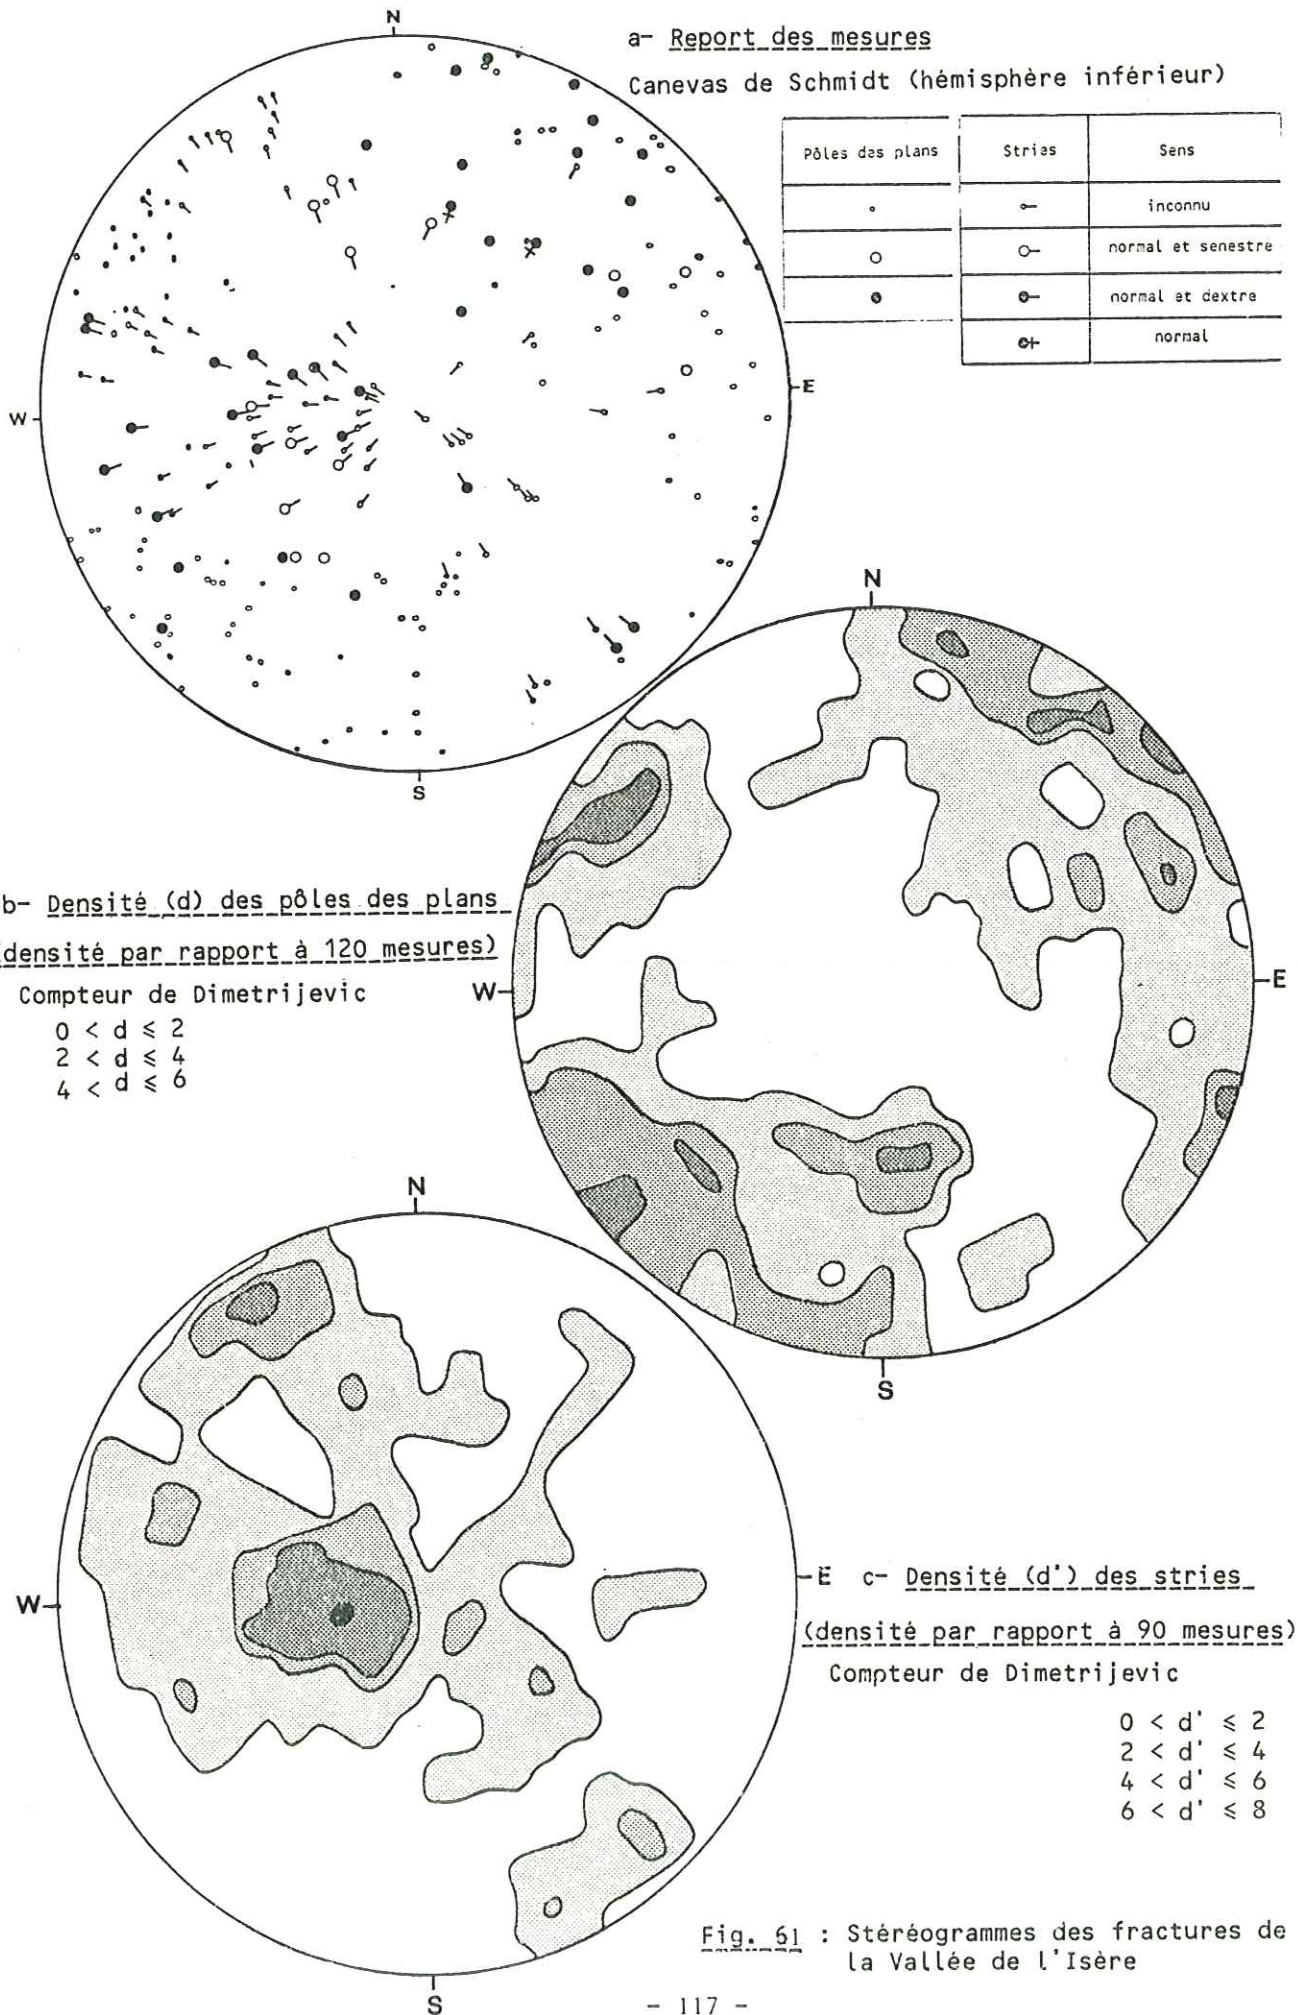 N
a- Report des mesures
Canevas de Schmidt (hémisphère inférieur)
Pôles des plans
Stries
Sens
inconnu
normal et senestre
normal et dextre
normal
W
E
S
N
b- Densité (d) des pôles des plans
(densité par rapport à 120 mesures)
Compteur de Dimetrijevic
0 < d ≤ 2
2 < d ≤ 4
4 < d ≤ 6
W
E
S
N
W
E
c- Densité (d') des stries
(densité par rapport à 90 mesures)
Compteur de Dimetrijevic
0 < d' ≤ 2
2 < d' ≤ 4
4 < d' ≤ 6
6 < d' ≤ 8
S
Fig. 61 : Stéréogrammes des fractures de
la Vallée de l'Isère
- 117 -